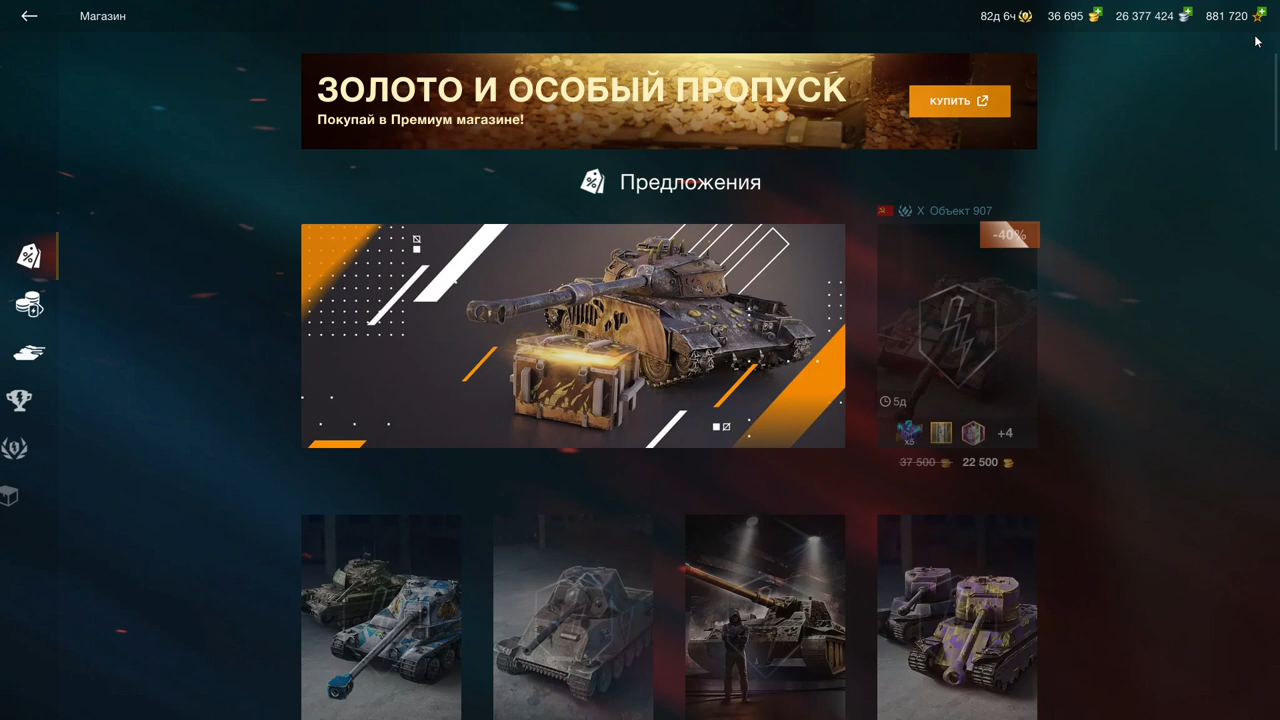 Магазин
82д 6ч
36 695
26 377 424
881 720
ЗОЛОТО И ОСОБЫЙ ПРОПУСК
Покупай в Премиум магазине!
КУПИТЬ
Предложения
X Объект 907
-40%
5д
x5
+4
37 500
22 500